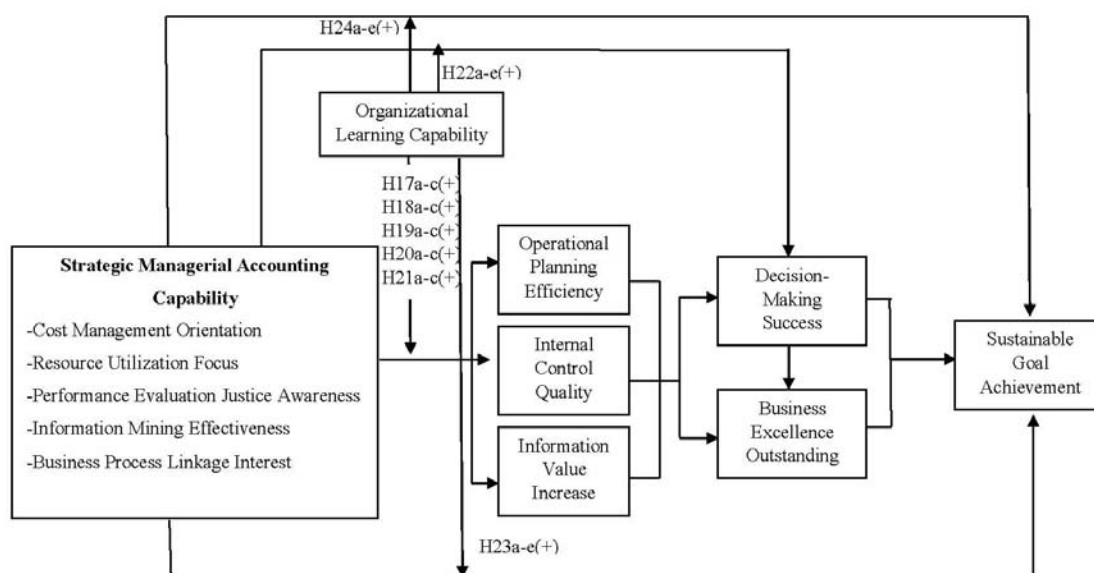 H24a-e(+)
H22a-e(+)
Organizational
Learning Capability
H17a-c(+)
H18a-c(+)
H19a-c(+)
H20a-c(+)
H21a-c(+)
Strategic Managerial Accounting
Capability
-Cost Management Orientation
-Resource Utilization Focus
-Performance Evaluation Justice Awareness
-Information Mining Effectiveness
-Business Process Linkage Interest
Operational
Planning
Efficiency
Internal
Control
Quality
Information
Value
Increase
Decision-
Making
Success
Business
Excellence
Outstanding
Sustainable
Goal
Achievement
H23a-e(+)